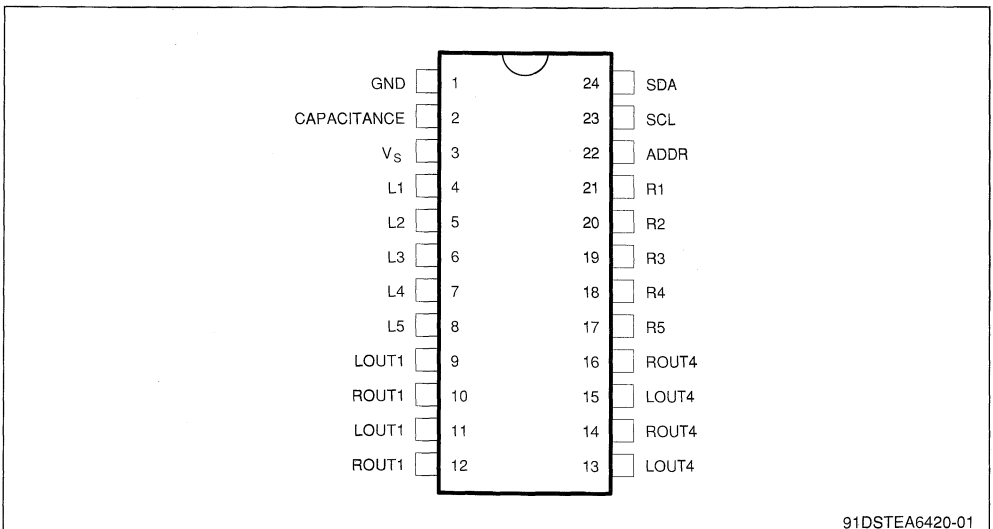 GND 1 24 SDA
CAPACITANCE 2 23 SCL
VS 3 22 ADDR
L1 4 21 R1
L2 5 20 R2
L3 6 19 R3
L4 7 18 R4
L5 8 17 R5
LOUT1 9 16 ROUT4
ROUT1 10 15 LOUT4
LOUT1 11 14 ROUT4
ROUT1 12 13 LOUT4
91DSTEA6420-01